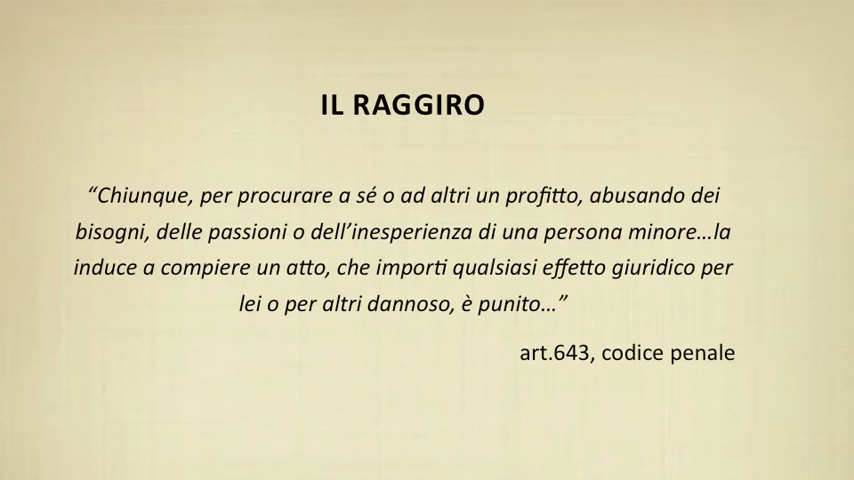 IL RAGGIRO
“Chiunque, per procurare a sé o ad altri un profitto, abusando dei
bisogni, delle passioni o dell’inesperienza di una persona minore…la
induce a compiere un atto, che importi qualsiasi effetto giuridico per
lei o per altri dannoso, è punito…”
art.643, codice penale